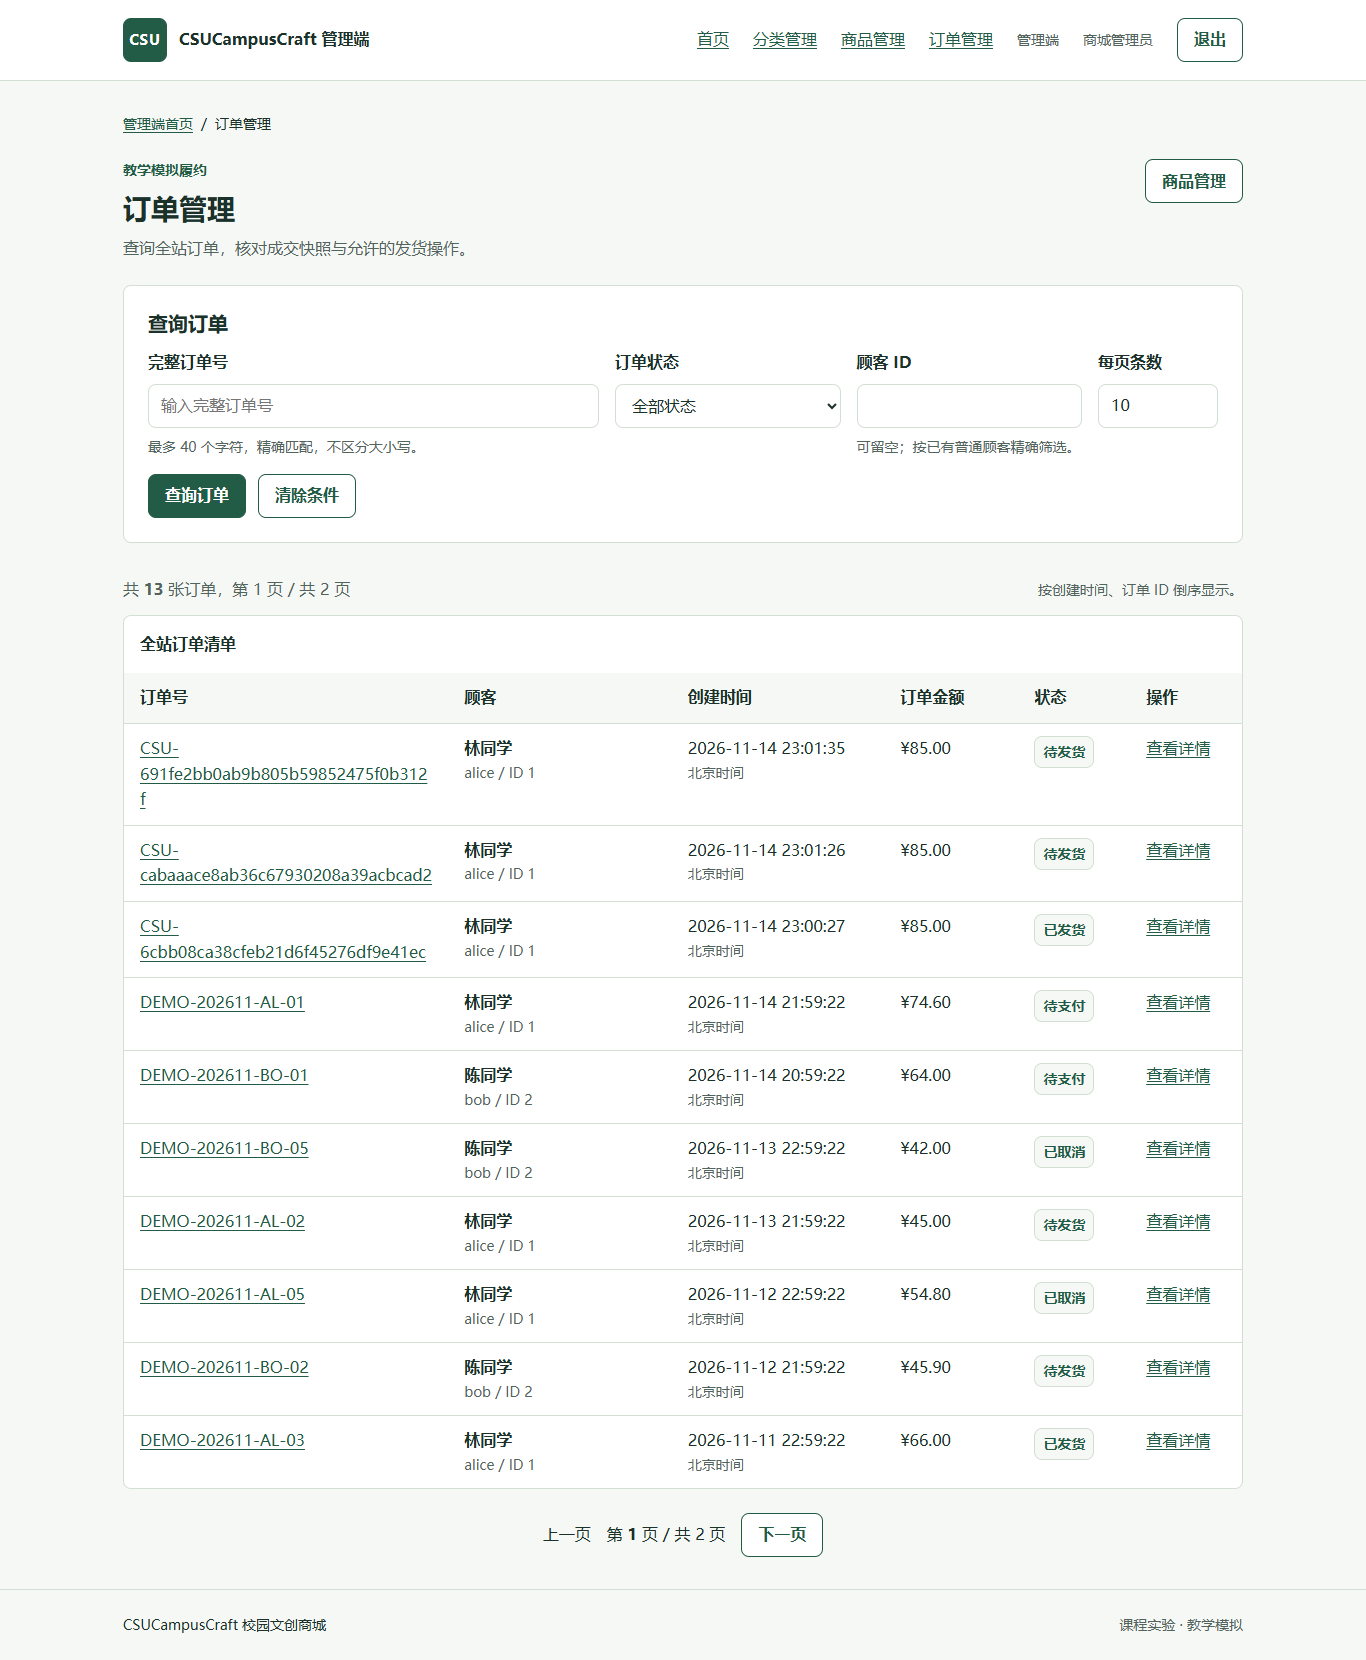 CSU CSUCampusCraft 管理端 首页 分类管理 商品管理 订单管理 管理端 商城管理员 退出
管理端首页 / 订单管理
教学模拟履约
订单管理
商品管理
查询全站订单，核对成交快照与允许的发货操作。
查询订单
完整订单号 订单状态 顾客 ID 每页条数
输入完整订单号 全部状态 10
最多 40 个字符，精确匹配，不区分大小写。 可留空；按已有普通顾客精确筛选。
查询订单 清除条件
共 13 张订单，第 1 页 / 共 2 页 按创建时间、订单 ID 倒序显示。
全站订单清单
订单号 顾客 创建时间 订单金额 状态 操作
CSU- 林同学 2026-11-14 23:01:35 ¥85.00 待发货 查看详情
691fe2bb0ab9b805b59852475f0b312 alice / ID 1 北京时间
f
CSU- 林同学 2026-11-14 23:01:26 ¥85.00 待发货 查看详情
cabaaace8ab36c67930208a39acbcad2 alice / ID 1 北京时间
CSU- 林同学 2026-11-14 23:00:27 ¥85.00 已发货 查看详情
6cbb08ca38cfeb21d6f45276df9e41ec alice / ID 1 北京时间
DEMO-202611-AL-01 林同学 2026-11-14 21:59:22 ¥74.60 待支付 查看详情
alice / ID 1 北京时间
DEMO-202611-BO-01 陈同学 2026-11-14 20:59:22 ¥64.00 待支付 查看详情
bob / ID 2 北京时间
DEMO-202611-BO-05 陈同学 2026-11-13 22:59:22 ¥42.00 已取消 查看详情
bob / ID 2 北京时间
DEMO-202611-AL-02 林同学 2026-11-13 21:59:22 ¥45.00 待发货 查看详情
alice / ID 1 北京时间
DEMO-202611-AL-05 林同学 2026-11-12 22:59:22 ¥54.80 已取消 查看详情
alice / ID 1 北京时间
DEMO-202611-BO-02 陈同学 2026-11-12 21:59:22 ¥45.90 待发货 查看详情
bob / ID 2 北京时间
DEMO-202611-AL-03 林同学 2026-11-11 22:59:22 ¥66.00 已发货 查看详情
alice / ID 1 北京时间
上一页 第 1 页 / 共 2 页 下一页
CSUCampusCraft 校园文创商城 课程实验 · 教学模拟